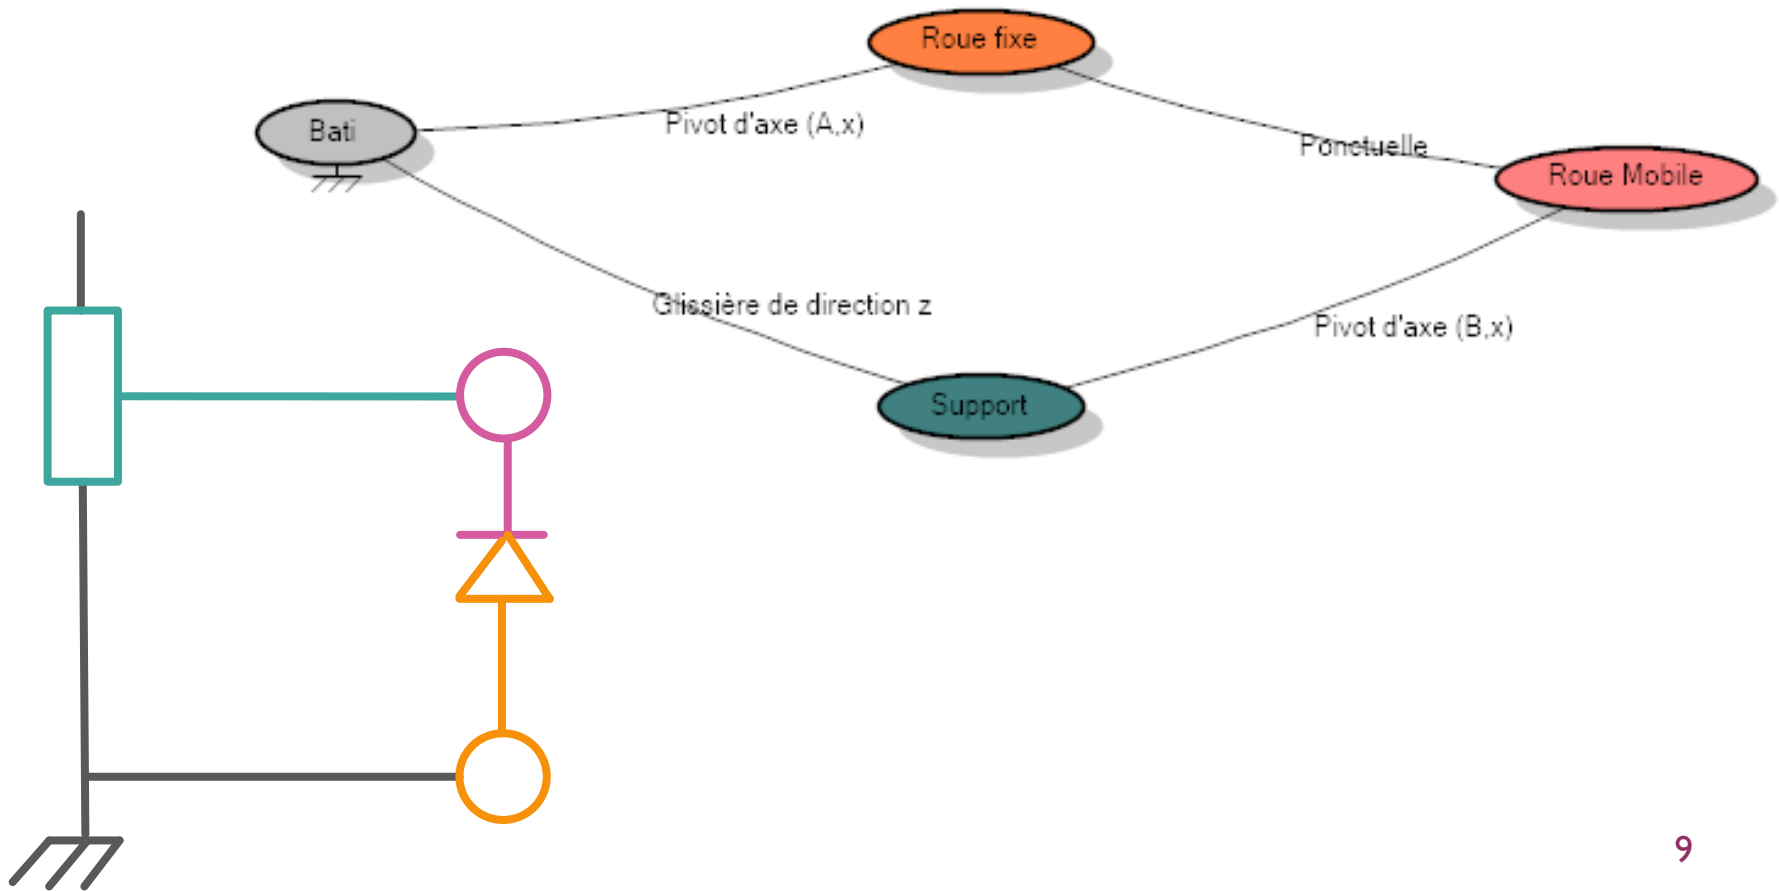 Roue fixe
Bati
Pivot d'axe (A,x)
Ponctuelle
Roue Mobile
Glissière de direction z
Pivot d'axe (B,x)
Support
9